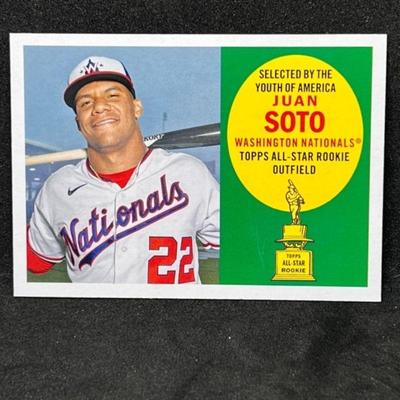 SELECTED BY THE
YOUTH OF AMERICA
JUAN
SOTO
WASHINGTON NATIONALS®
TOPPS ALL-STAR ROOKIE
OUTFIELD
Nationals
22
TOPPS
ALL-STAR
ROOKIE